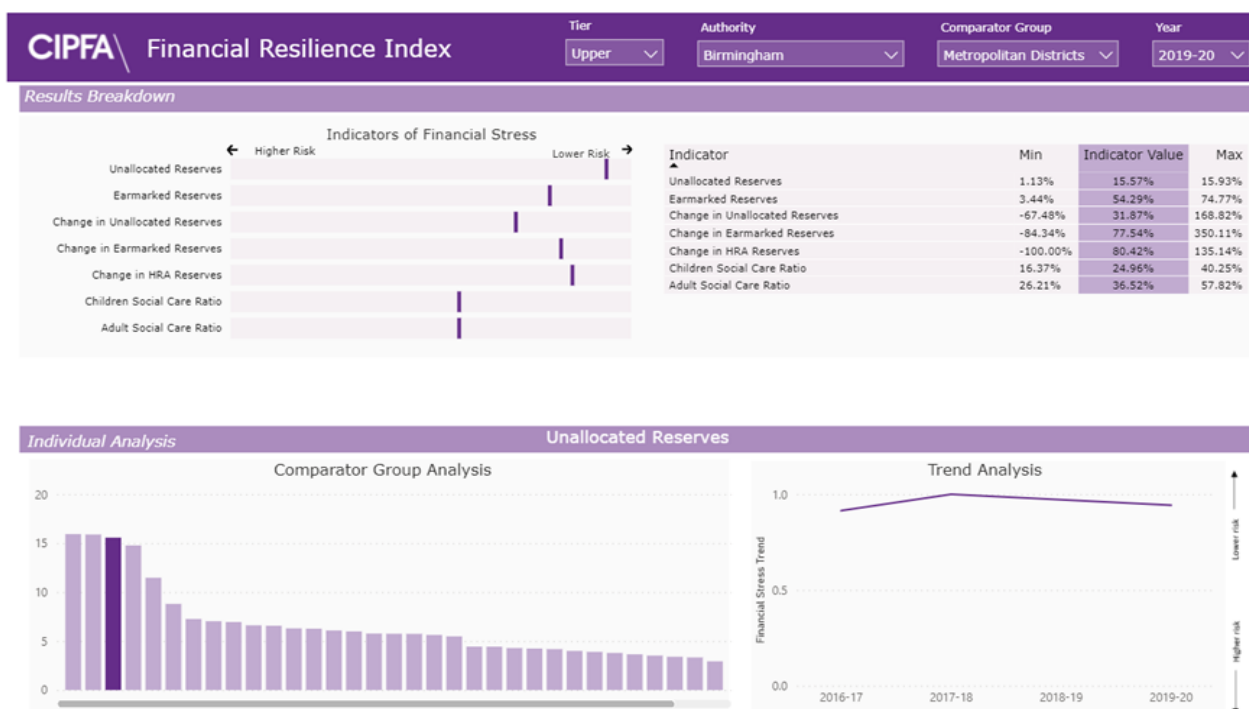 CIPFA\ Financial Resilience Index
Tier
Upper
Authority
Birmingham
Comparator Group
Metropolitan Districts
Year
2019-20
Results Breakdown
Indicators of Financial Stress
Higher Risk
Lower Risk
Unallocated Reserves
Earmarked Reserves
Change in Unallocated Reserves
Change in Earmarked Reserves
Change in HRA Reserves
Children Social Care Ratio
Adult Social Care Ratio
Indicator Min Indicator Value Max
Unallocated Reserves 1.13% 15.57% 15.93%
Earmarked Reserves 3.44% 54.29% 74.77%
Change in Unallocated Reserves -67.48% 31.87% 168.82%
Change in Earmarked Reserves -84.34% 77.54% 350.11%
Change in HRA Reserves -100.00% 80.42% 135.14%
Children Social Care Ratio 16.37% 24.96% 40.25%
Adult Social Care Ratio 26.21% 36.52% 57.82%
Individual Analysis Unallocated Reserves
Comparator Group Analysis
20
15
10
5
0
Trend Analysis
Financial Stress Trend
1.0
0.5
0.0
2016-17 2017-18 2018-19 2019-20
Lower risk
Higher risk